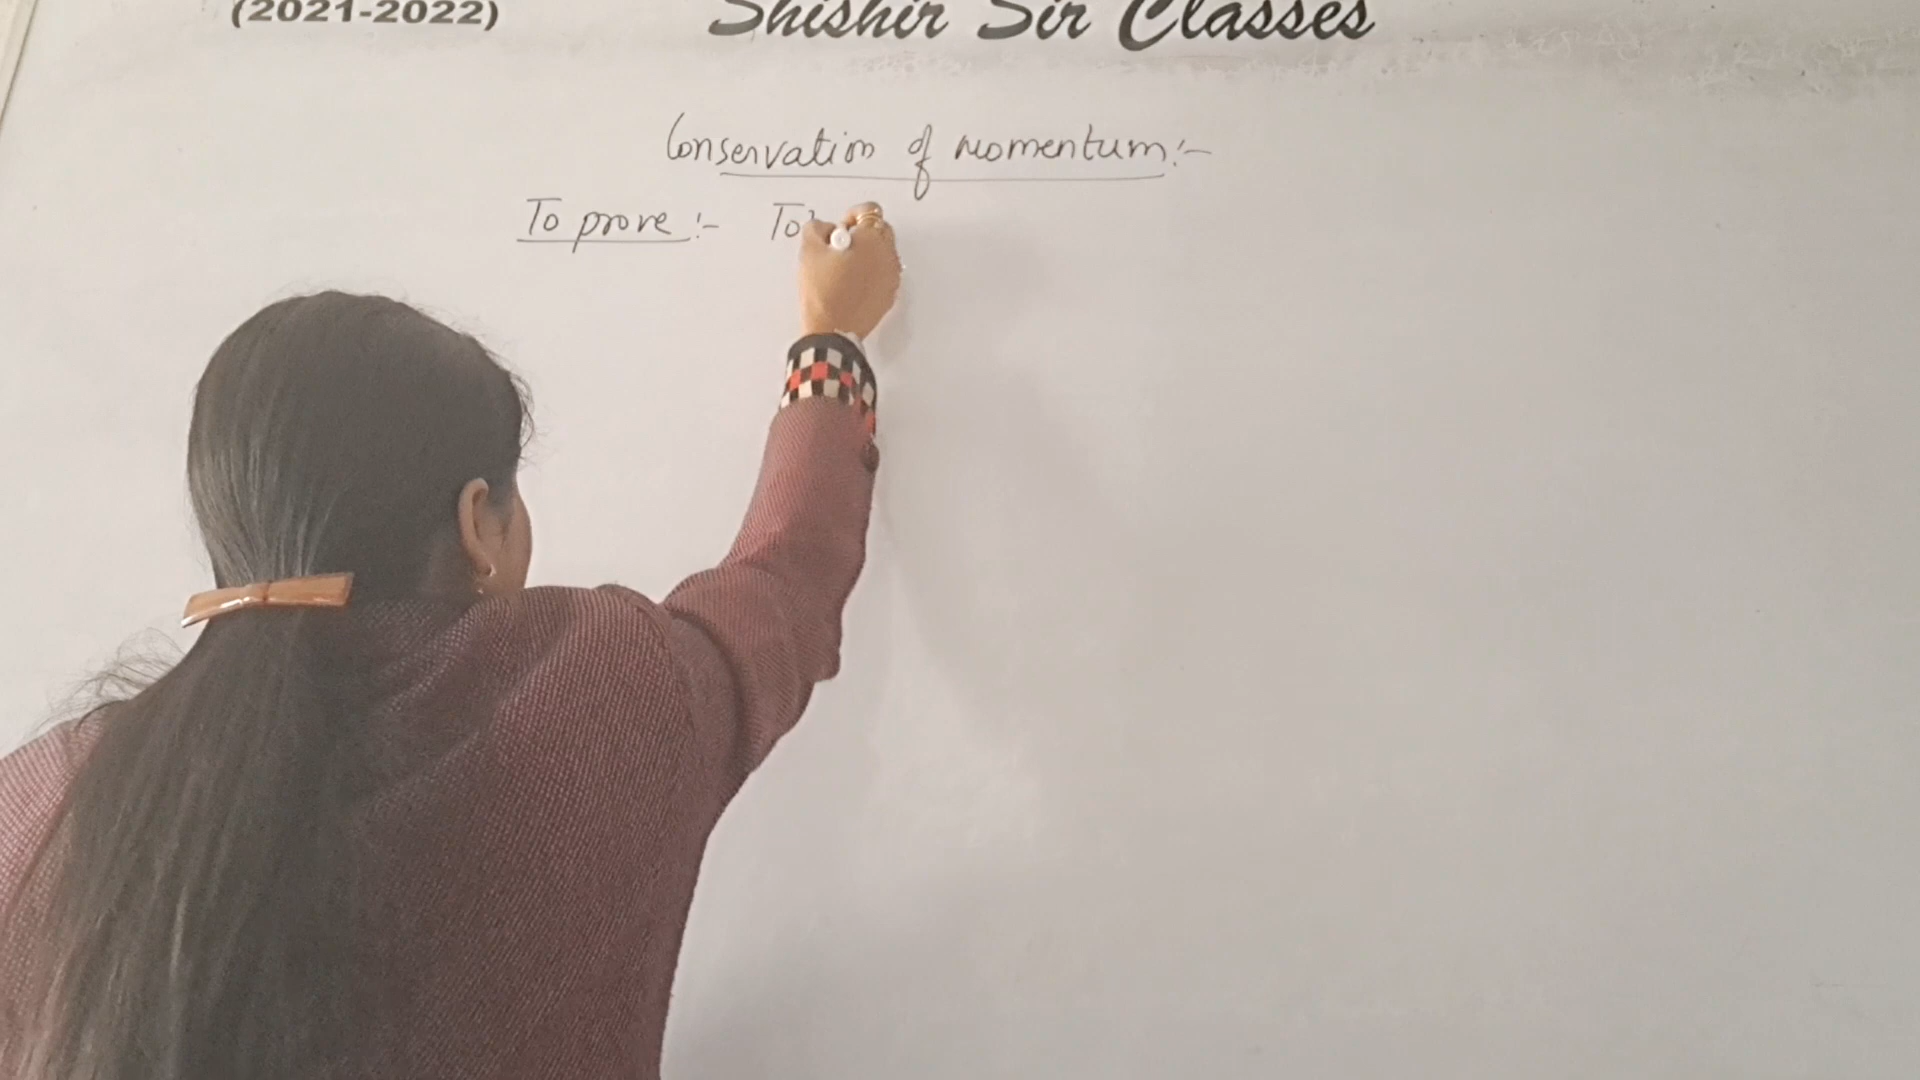 (2021-2022) Shishir Sir Classes
Conservation of momentum:-
To prove :- To